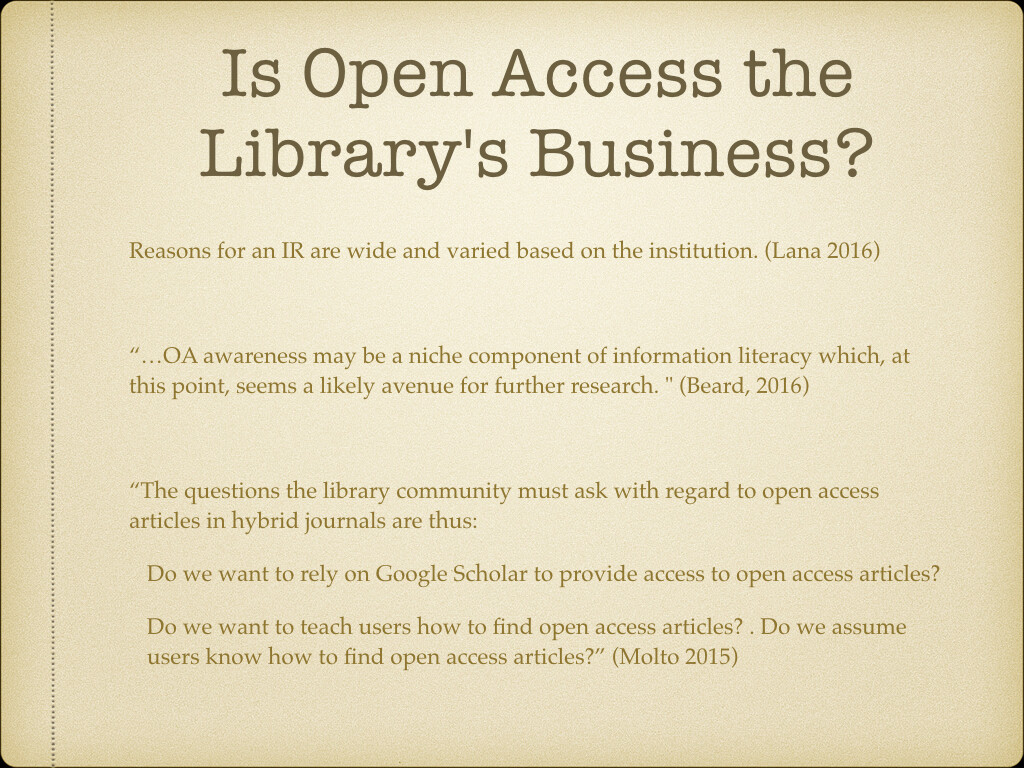 Is Open Access the
Library's Business?
Reasons for an IR are wide and varied based on the institution. (Lana 2016)
“…OA awareness may be a niche component of information literacy which, at
this point, seems a likely avenue for further research. " (Beard, 2016)
“The questions the library community must ask with regard to open access
articles in hybrid journals are thus:
Do we want to rely on Google Scholar to provide access to open access articles?
Do we want to teach users how to find open access articles? . Do we assume
users know how to find open access articles?” (Molto 2015)